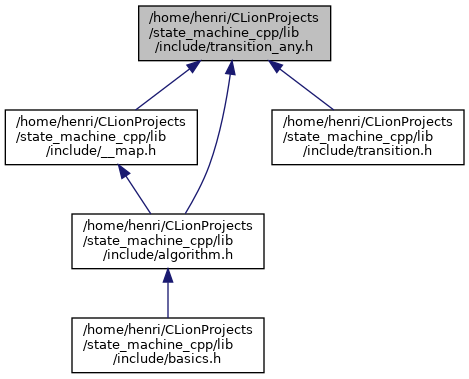 /home/henri/CLionProjects
/state_machine_cpp/lib
/include/transition_any.h
/home/henri/CLionProjects
/state_machine_cpp/lib
/include/__map.h
/home/henri/CLionProjects
/state_machine_cpp/lib
/include/transition.h
/home/henri/CLionProjects
/state_machine_cpp/lib
/include/algorithm.h
/home/henri/CLionProjects
/state_machine_cpp/lib
/include/basics.h